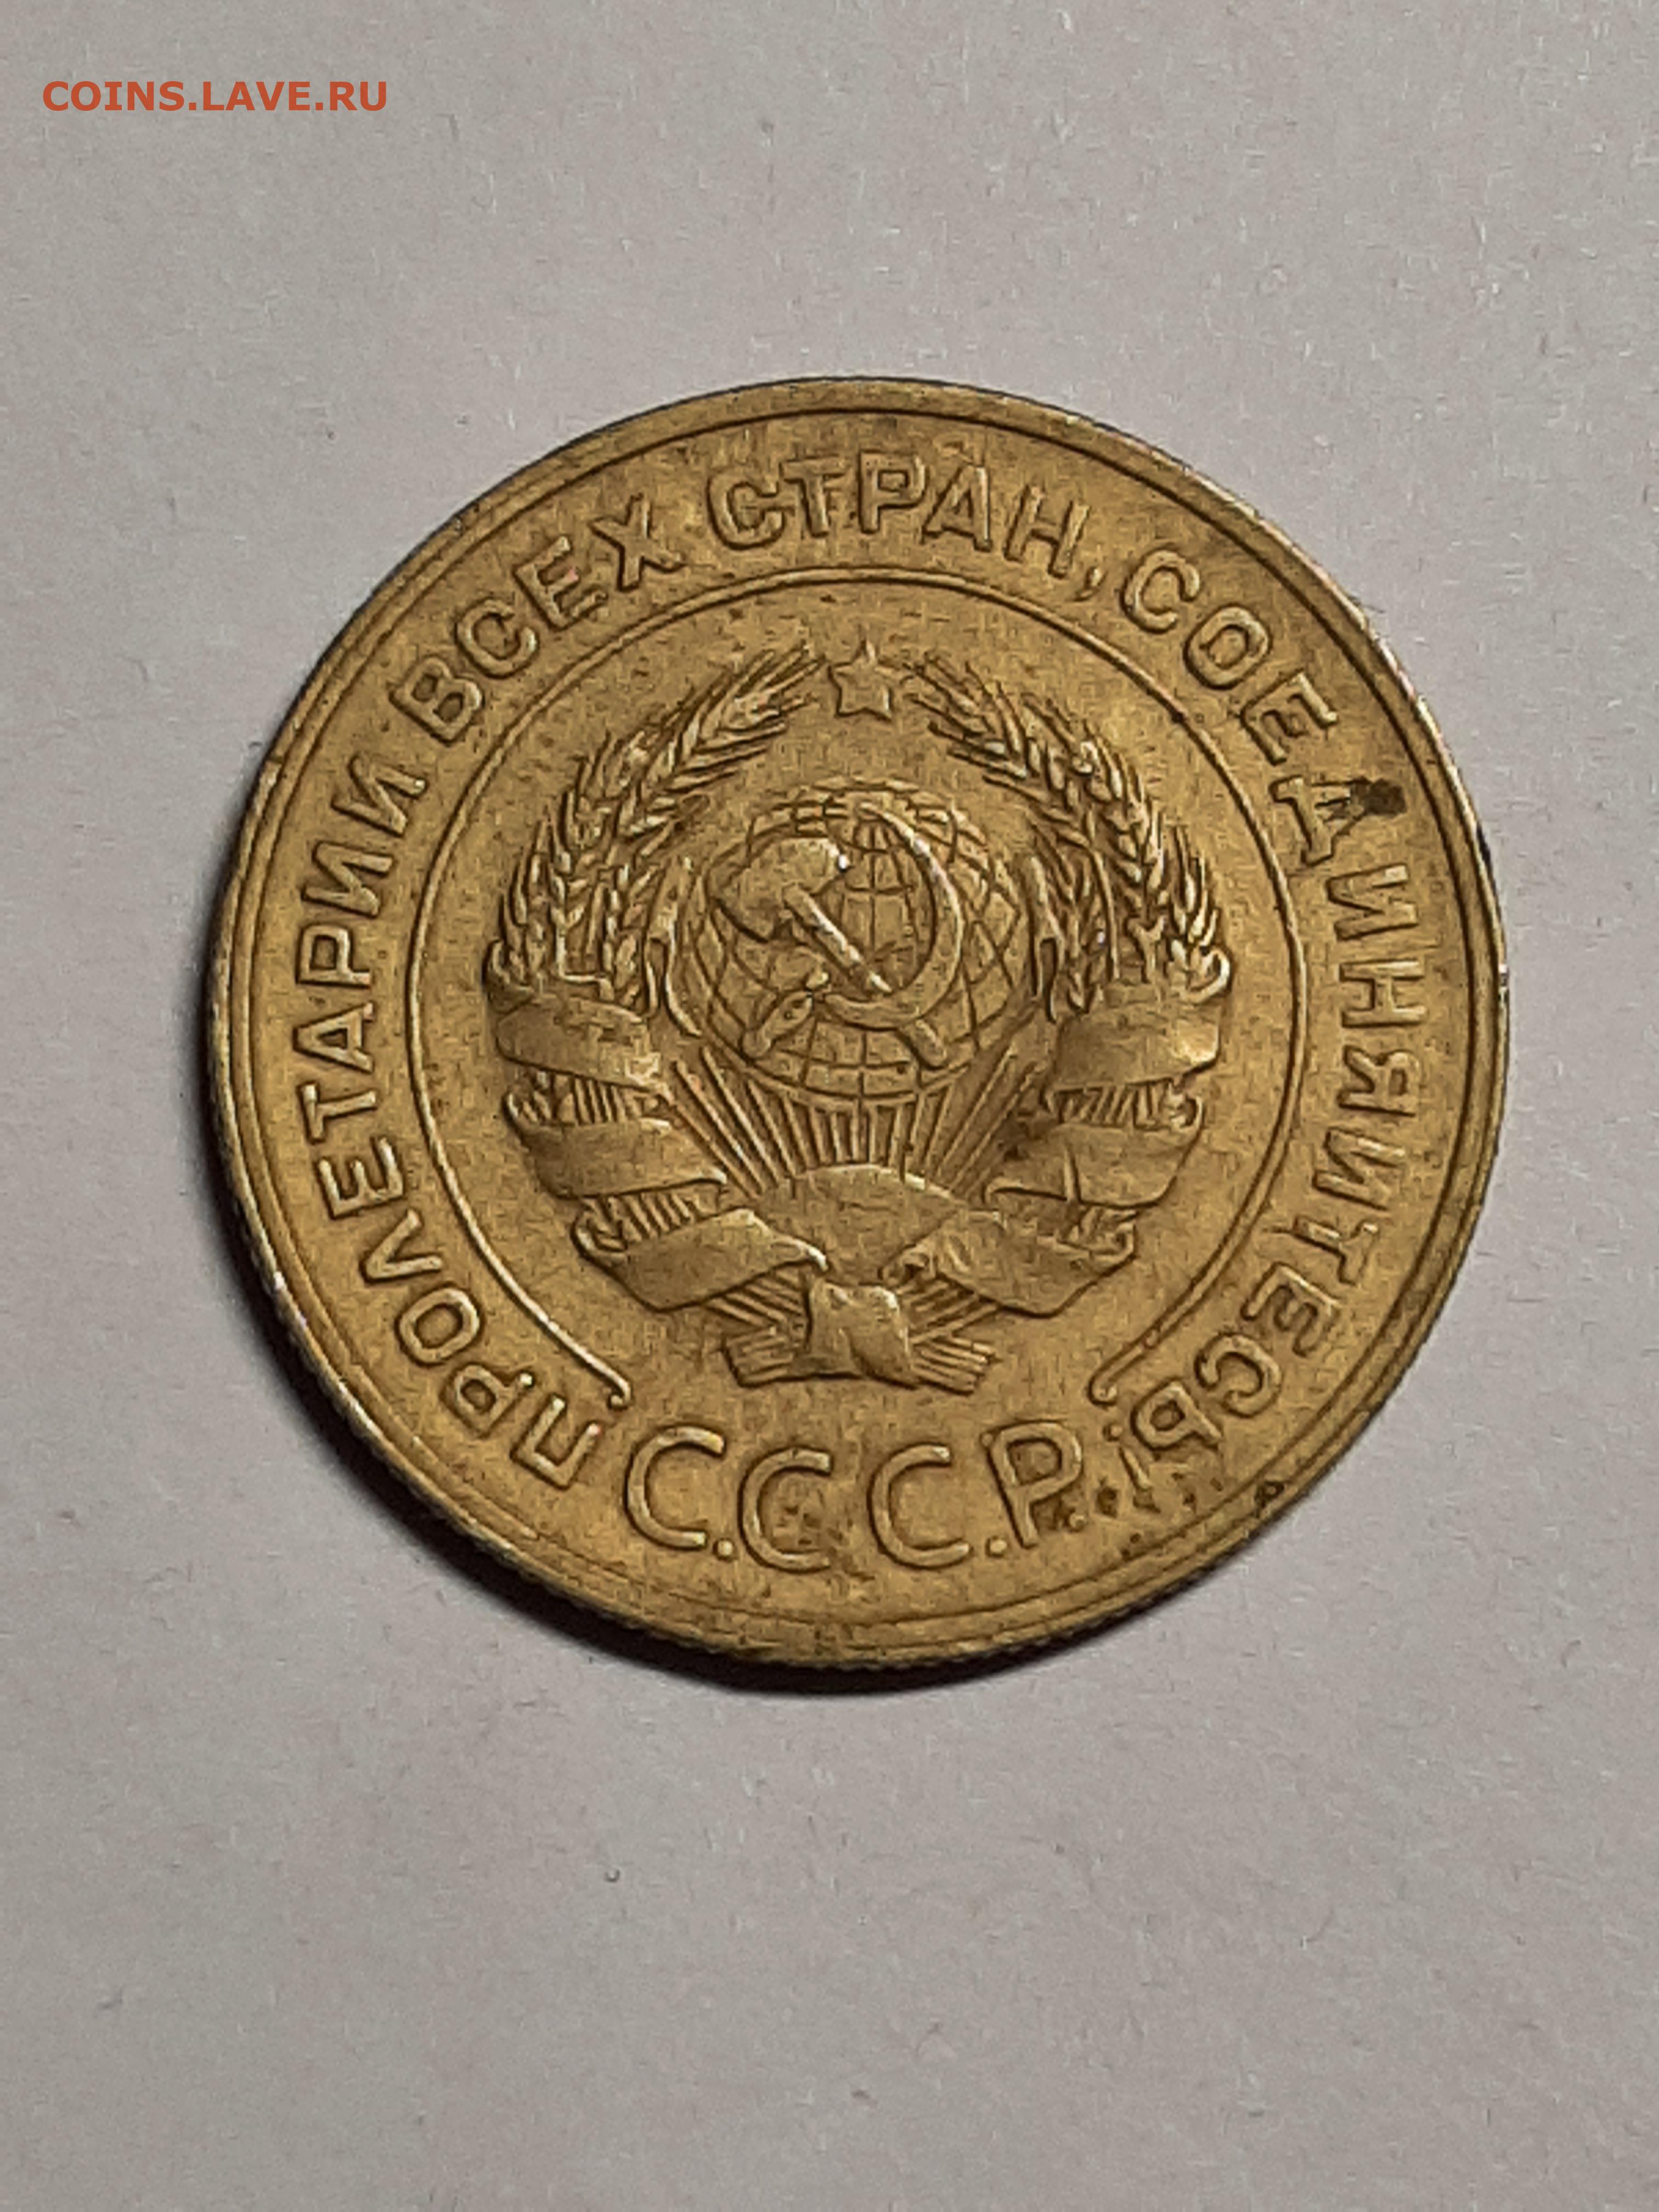 COINS.LAVE.RU
ПРОЛЕТАРИИ ВСЕХ СТРАН, СОЕДИНЯЙТЕСЬ!
С.С.С.Р.